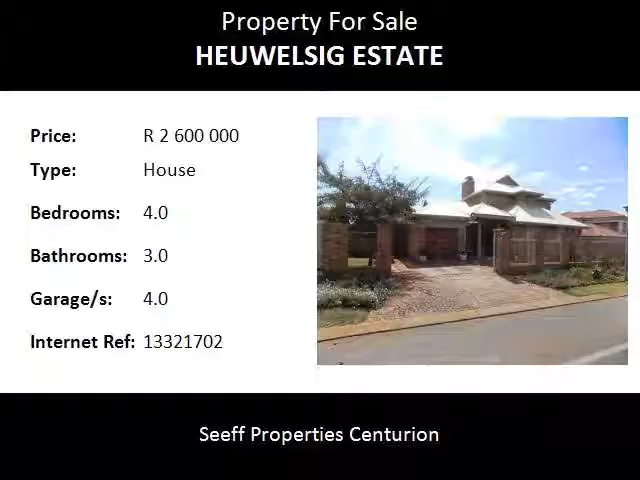 Property For Sale
HEUWELSIG ESTATE
Price: R 2 600 000
Type: House
Bedrooms: 4.0
Bathrooms: 3.0
Garage/s: 4.0
Internet Ref: 13321702
Seeff Properties Centurion